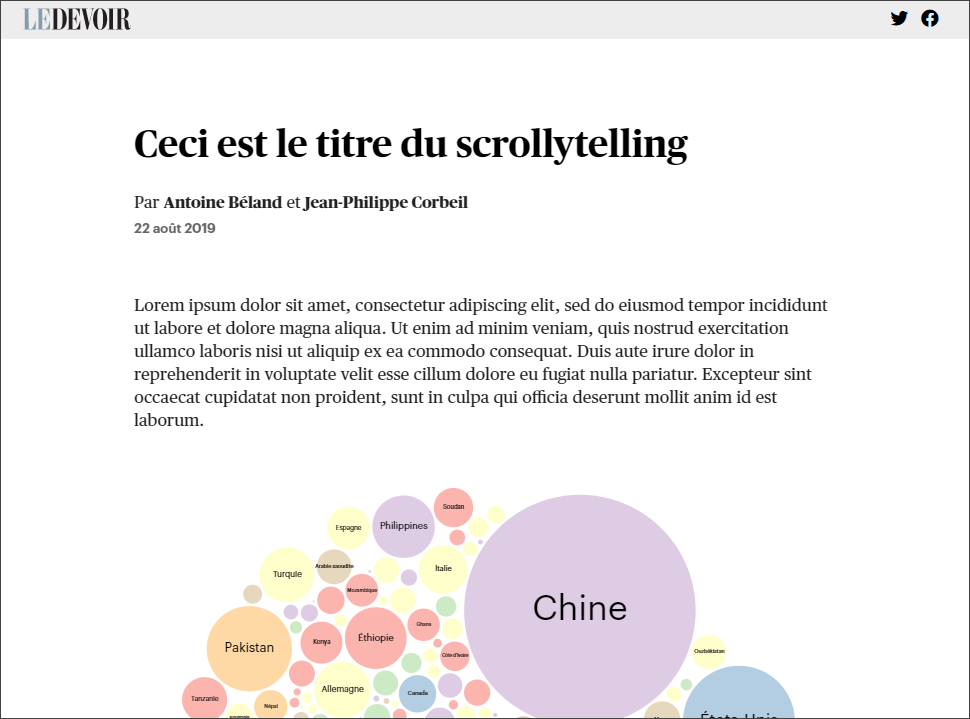 LE DEVOIR
Ceci est le titre du scrollytelling
Par Antoine Béland et Jean-Philippe Corbeil
22 août 2019
Lorem ipsum dolor sit amet, consectetur adipiscing elit, sed do eiusmod tempor incididunt
ut labore et dolore magna aliqua. Ut enim ad minim veniam, quis nostrud exercitation
ullamco laboris nisi ut aliquip ex ea commodo consequat. Duis aute irure dolor in
reprehenderit in voluptate velit esse cillum dolore eu fugiat nulla pariatur. Excepteur sint
occaecat cupidatat non proident, sunt in culpa qui officia deserunt mollit anim id est
laborum.
Soudan
Espagne
Philippines
Arabie saoudite
Italie
Turquie
Mozambique
Chine
Ghana
Kenya
Éthiopie
Pakistan
Côte d'Ivoire
Ouzbékistan
Allemagne
Canada
Tanzanie
Népal
États-Unis